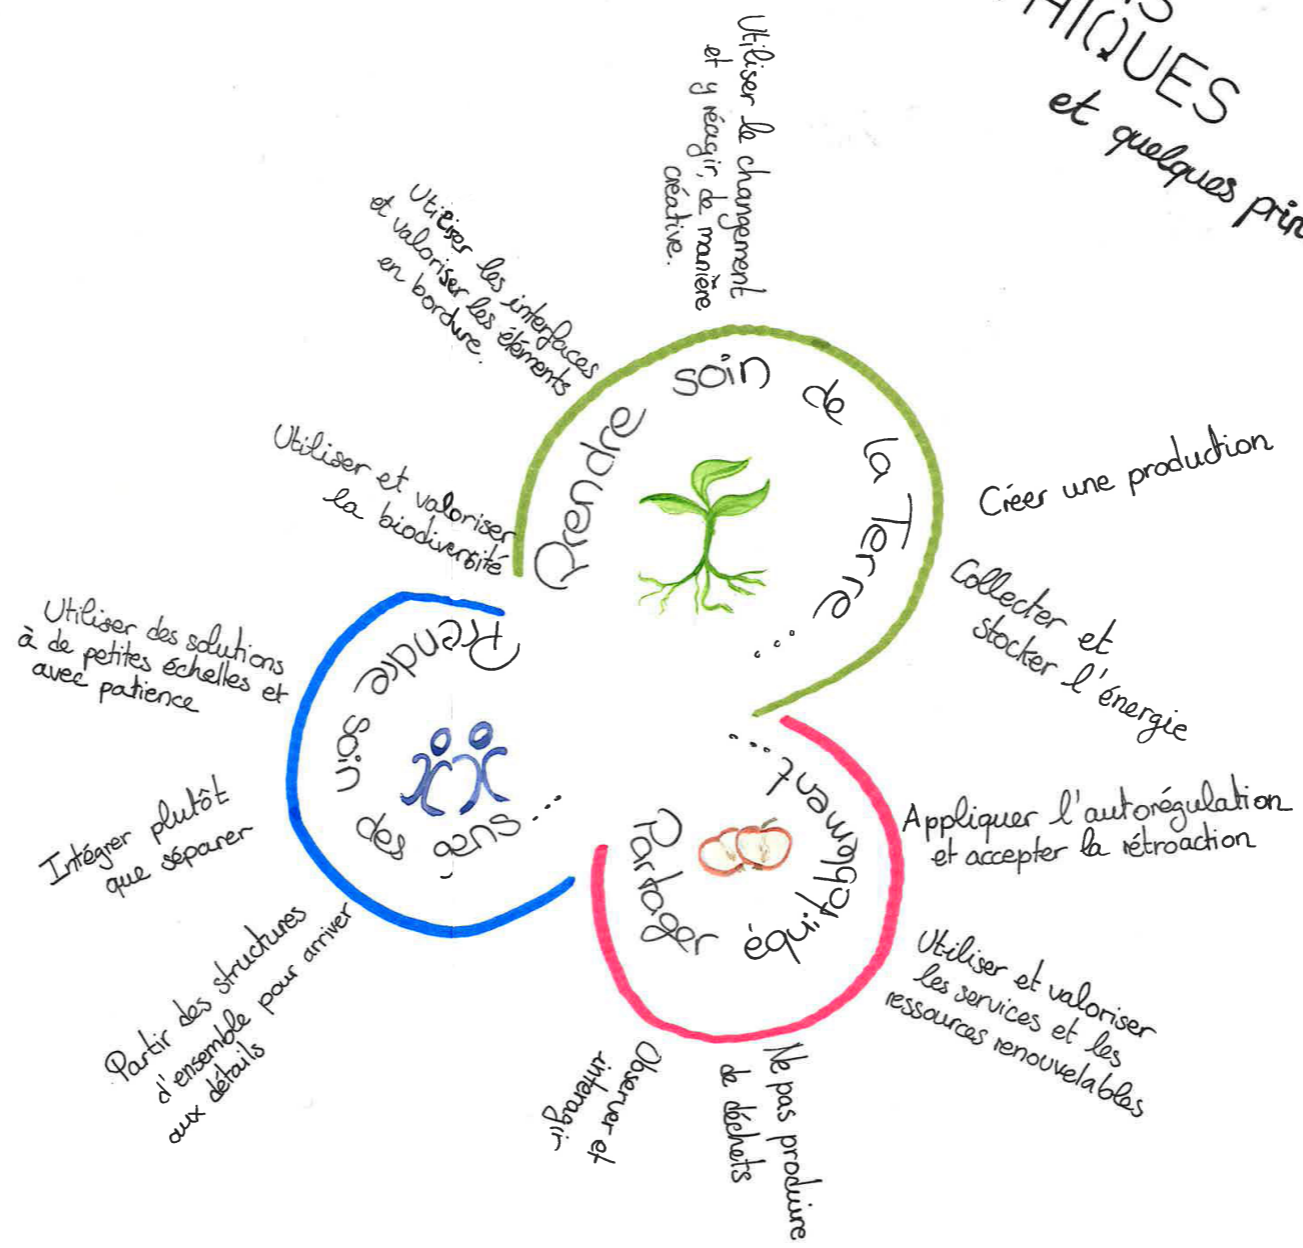 HIQUES
et quelques prin
Utiliser le changement
et y réagir, de manière
créative.
Utiliser les interfaces
et valoriser les éléments
en bordure.
Utiliser et valoriser
la biodiversité
Prendre soin de la Terre...
Créer une production
Collecter et
stocker l'énergie
Utiliser des solutions
à de petites échelles et
avec patience
Intégrer plutôt
que séparer
Partir des structures
d'ensemble pour arriver
aux détails
Prendre soin des gens...
Partager équitablement...
Appliquer l'autorégulation
et accepter la rétroaction
Utiliser et valoriser
les services et les
ressources renouvelables
Ne pas produire
de déchets
Observer et
interagir